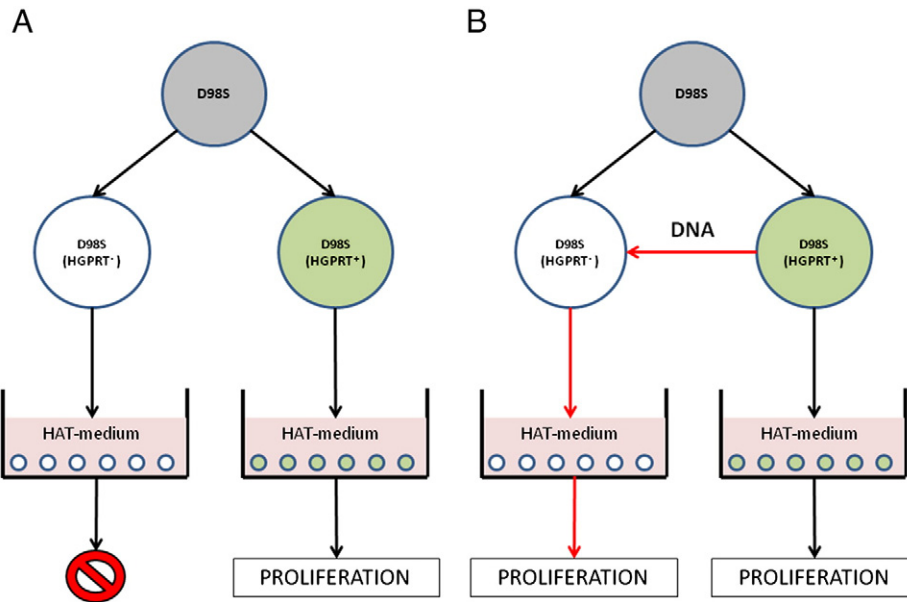 A
D98S
D98S
(HGPRT-)
D98S
(HGPRT+)
HAT-medium
HAT-medium
PROLIFERATION
B
D98S
D98S
(HGPRT-)
DNA
D98S
(HGPRT+)
HAT-medium
HAT-medium
PROLIFERATION
PROLIFERATION